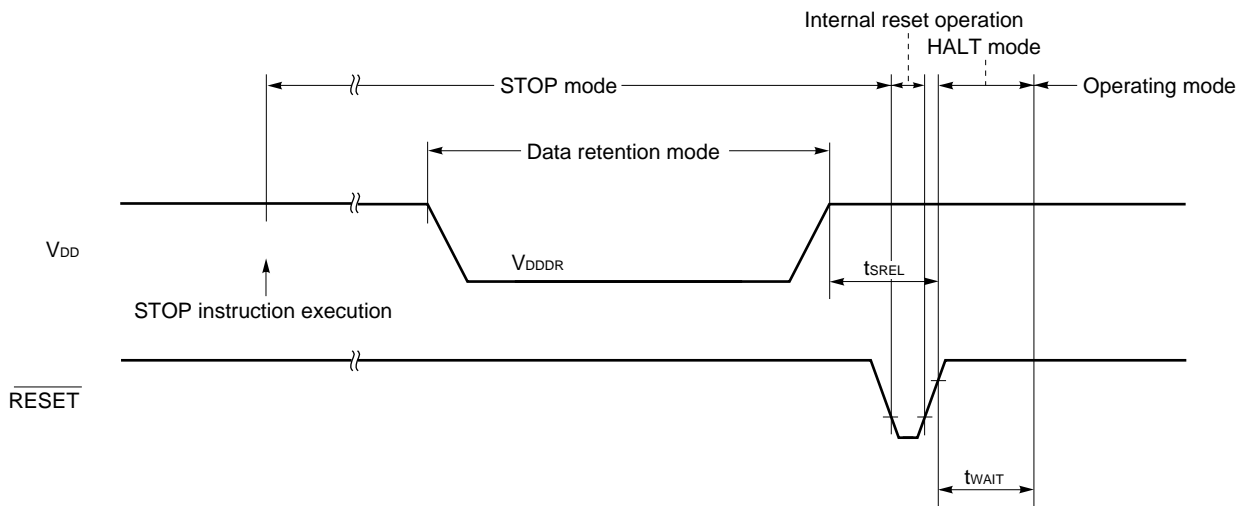 Internal reset operation
HALT mode
STOP mode
Operating mode
Data retention mode
VDD
VDDDR
tSREL
STOP instruction execution
RESET
tWAIT